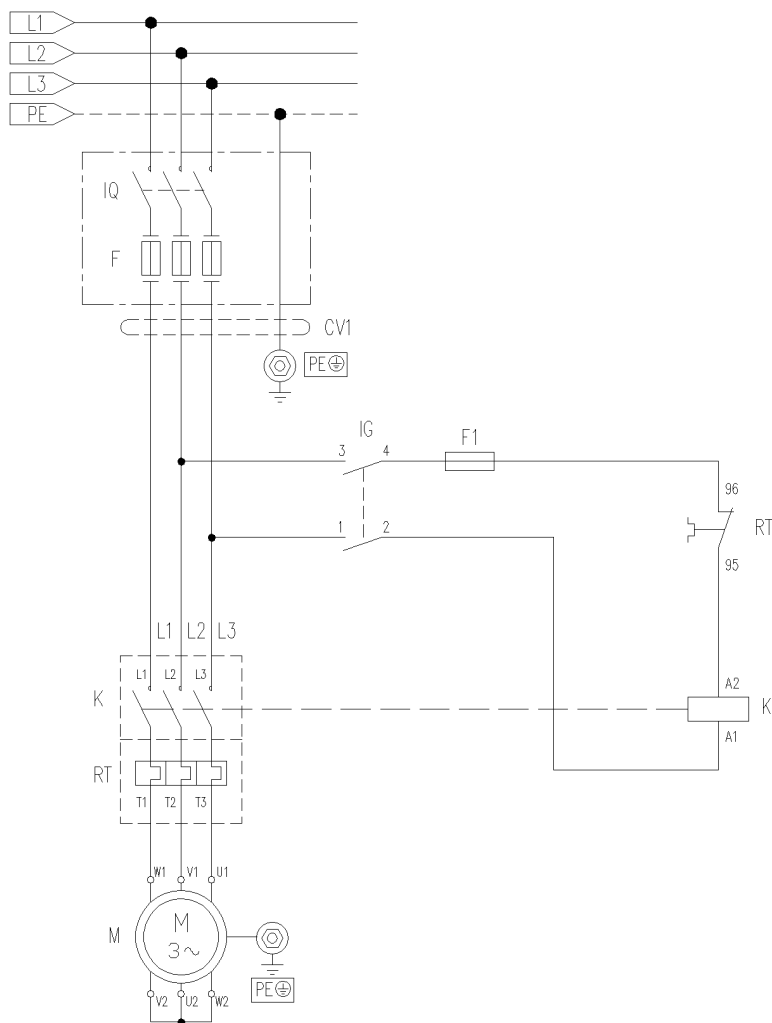 L1
L2
L3
PE
IQ
F
CV1
PE
IG
3 4
F1
96
1 2
RT
95
L1 L2 L3
L1 L2 L3
A2
K
K
A1
RT
T1 T2 T3
W1 V1 U1
M
M
3~
V2 U2 W2
PE